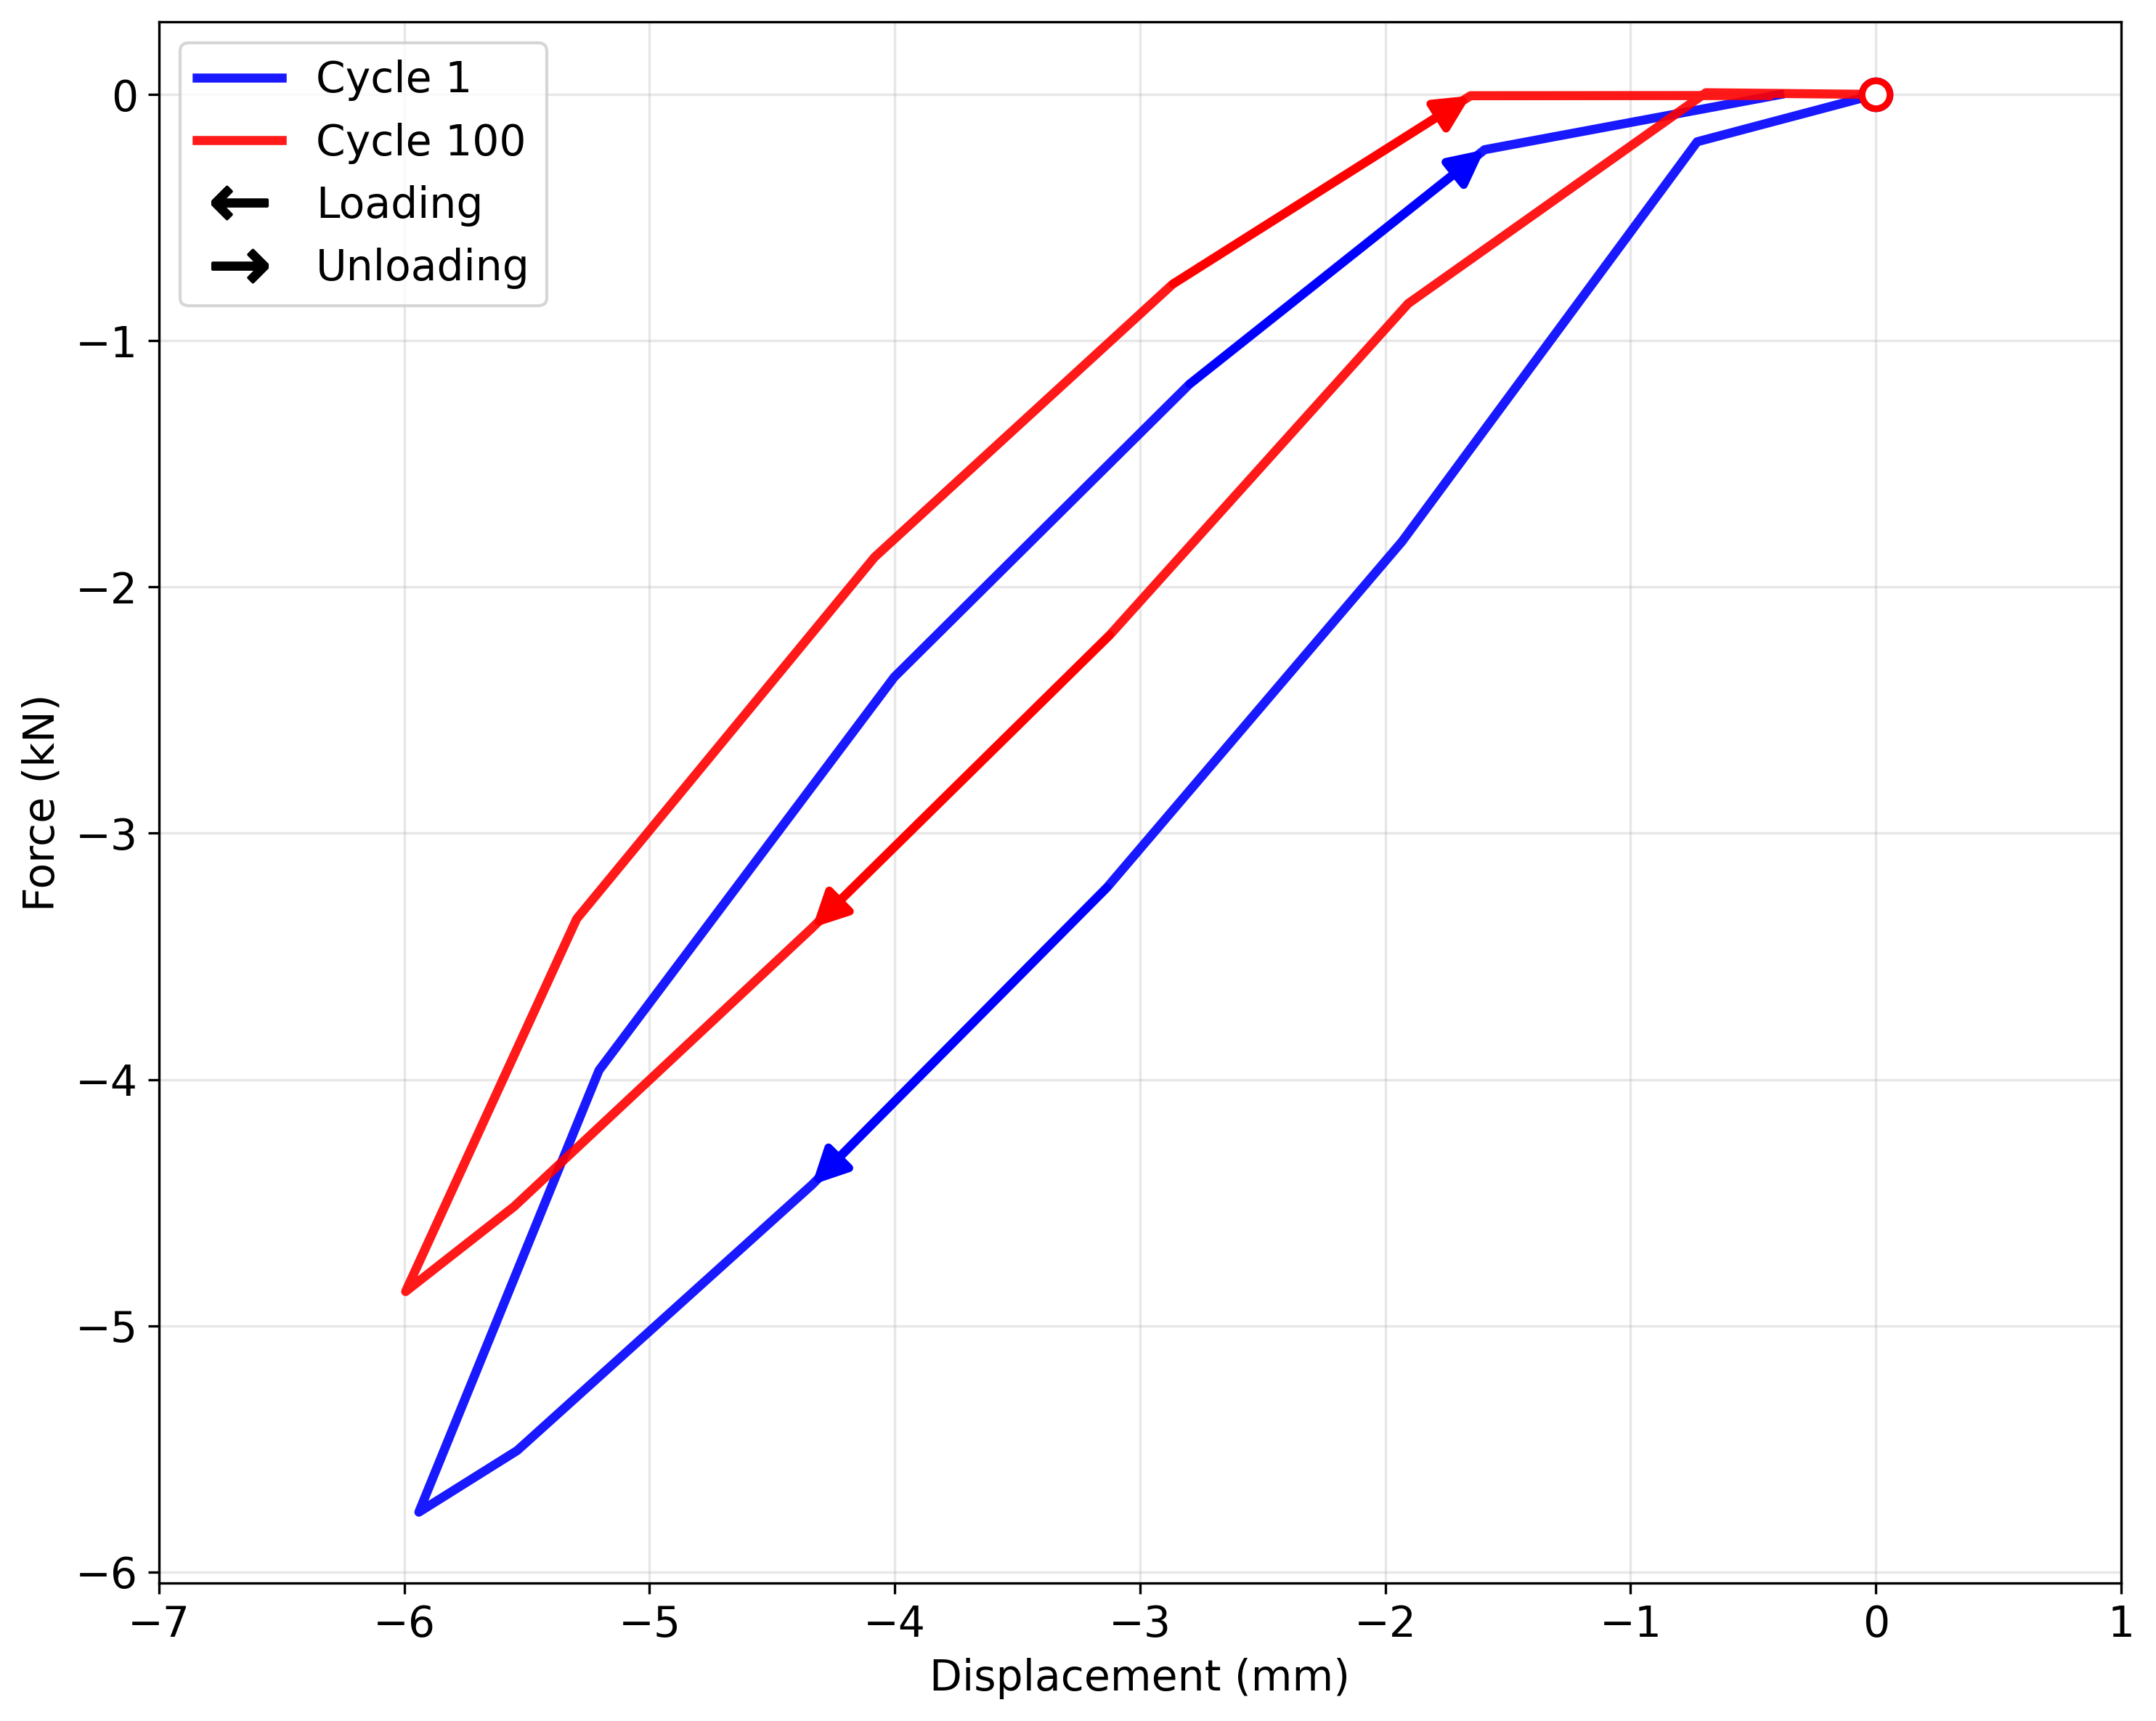 Cycle 1
Cycle 100
← Loading
→ Unloading
0
−1
−2
−3
−4
−5
−6
Force (kN)
−7 −6 −5 −4 −3 −2 −1 0 1
Displacement (mm)